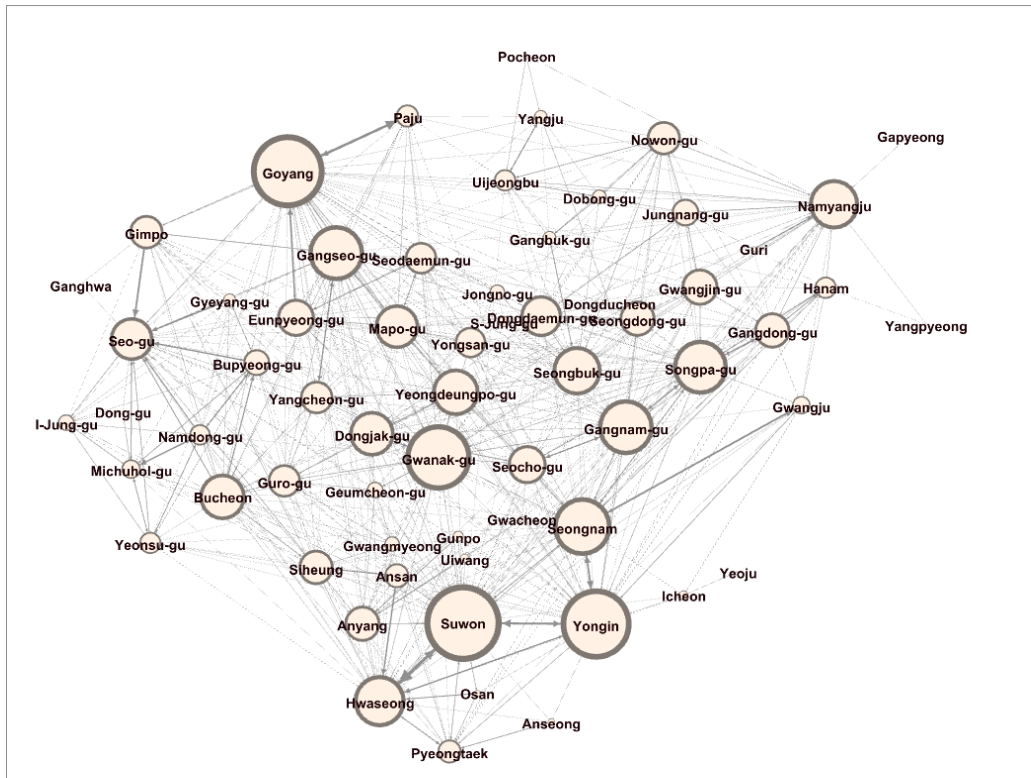 Pocheon
Paju
Yangju
Nowon-gu
Gapyeong
Goyang
Uijeongbu
Dobong-gu
Namyangju
Jungnang-gu
Gimpo
Gangbuk-gu
Guri
Gangseo-gu
Seodaemun-gu
Ganghwa
Gyeyang-gu
Jongno-gu
Gwangjin-gu
Hanam
Dongducheon
Eunpyeong-gu
Mapo-gu
S-Jung-gu
Dongdaemun-gu
Seongdong-gu
Yangpyeong
Seo-gu
Yongsan-gu
Gangdong-gu
Bupyeong-gu
Seongbuk-gu
Songpa-gu
Yangcheon-gu
Yeongdeungpo-gu
Gwangju
Dong-gu
I-Jung-gu
Namdong-gu
Dongjak-gu
Gangnam-gu
Gwanak-gu
Seocho-gu
Michuhol-gu
Guro-gu
Geumcheon-gu
Bucheon
Gwacheon
Seongnam
Yeonsu-gu
Gwangmyeong
Gunpo
Uiwang
Siheung
Ansan
Yeoju
Icheon
Anyang
Suwon
Yongin
Osan
Hwaseong
Anseong
Pyeongtaek